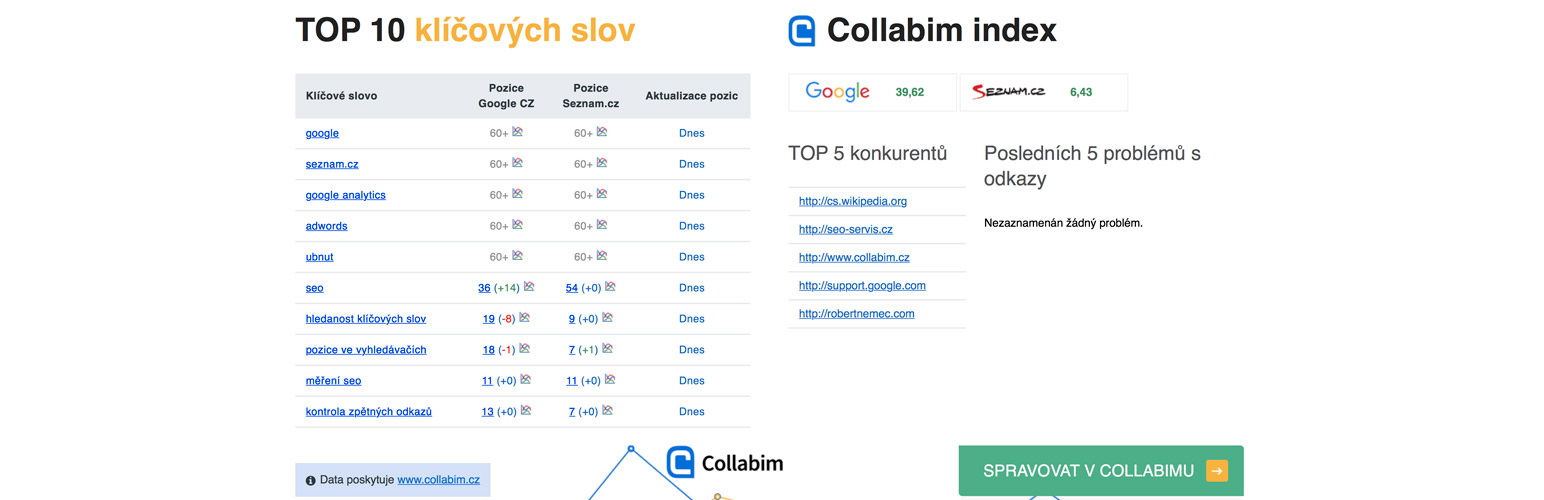 TOP 10 klíčových slov
Klíčové slovo
Pozice
Google CZ
Pozice
Seznam.cz
Aktualizace pozic
google 60+ 60+ Dnes
seznam.cz 60+ 60+ Dnes
google analytics 60+ 60+ Dnes
adwords 60+ 60+ Dnes
ubnut 60+ 60+ Dnes
seo 36 (+14) 54 (+0) Dnes
hledanost klíčových slov 19 (-8) 9 (+0) Dnes
pozice ve vyhledávačích 18 (-1) 7 (+1) Dnes
měření seo 11 (+0) 11 (+0) Dnes
kontrola zpětných odkazů 13 (+0) 7 (+0) Dnes
Data poskytuje www.collabim.cz
Collabim
Collabim index
Google 39,62
SEZNAM.CZ 6,43
TOP 5 konkurentů
http://cs.wikipedia.org
http://seo-servis.cz
http://www.collabim.cz
http://support.google.com
http://robertnemec.com
Posledních 5 problémů s
odkazy
Nezaznamenán žádný problém.
SPRAVOVAT V COLLABIMU